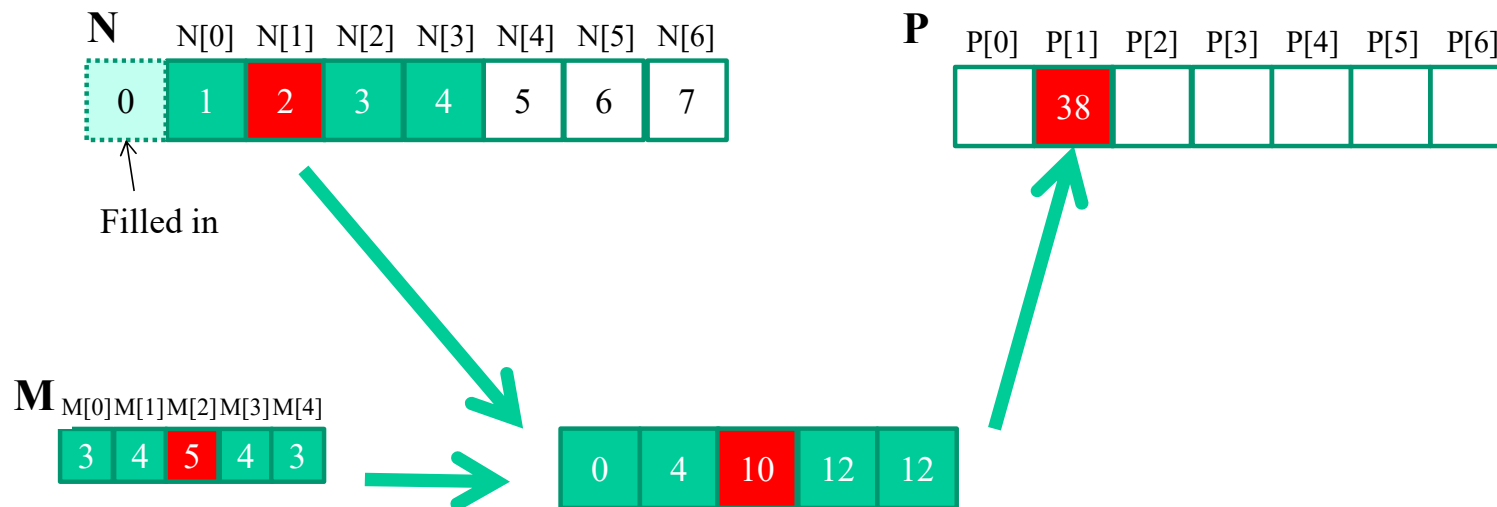 N N[0] N[1] N[2] N[3] N[4] N[5] N[6]
0 1 2 3 4 5 6 7
Filled in
P P[0] P[1] P[2] P[3] P[4] P[5] P[6]
38
M M[0] M[1] M[2] M[3] M[4]
3 4 5 4 3
0 4 10 12 12